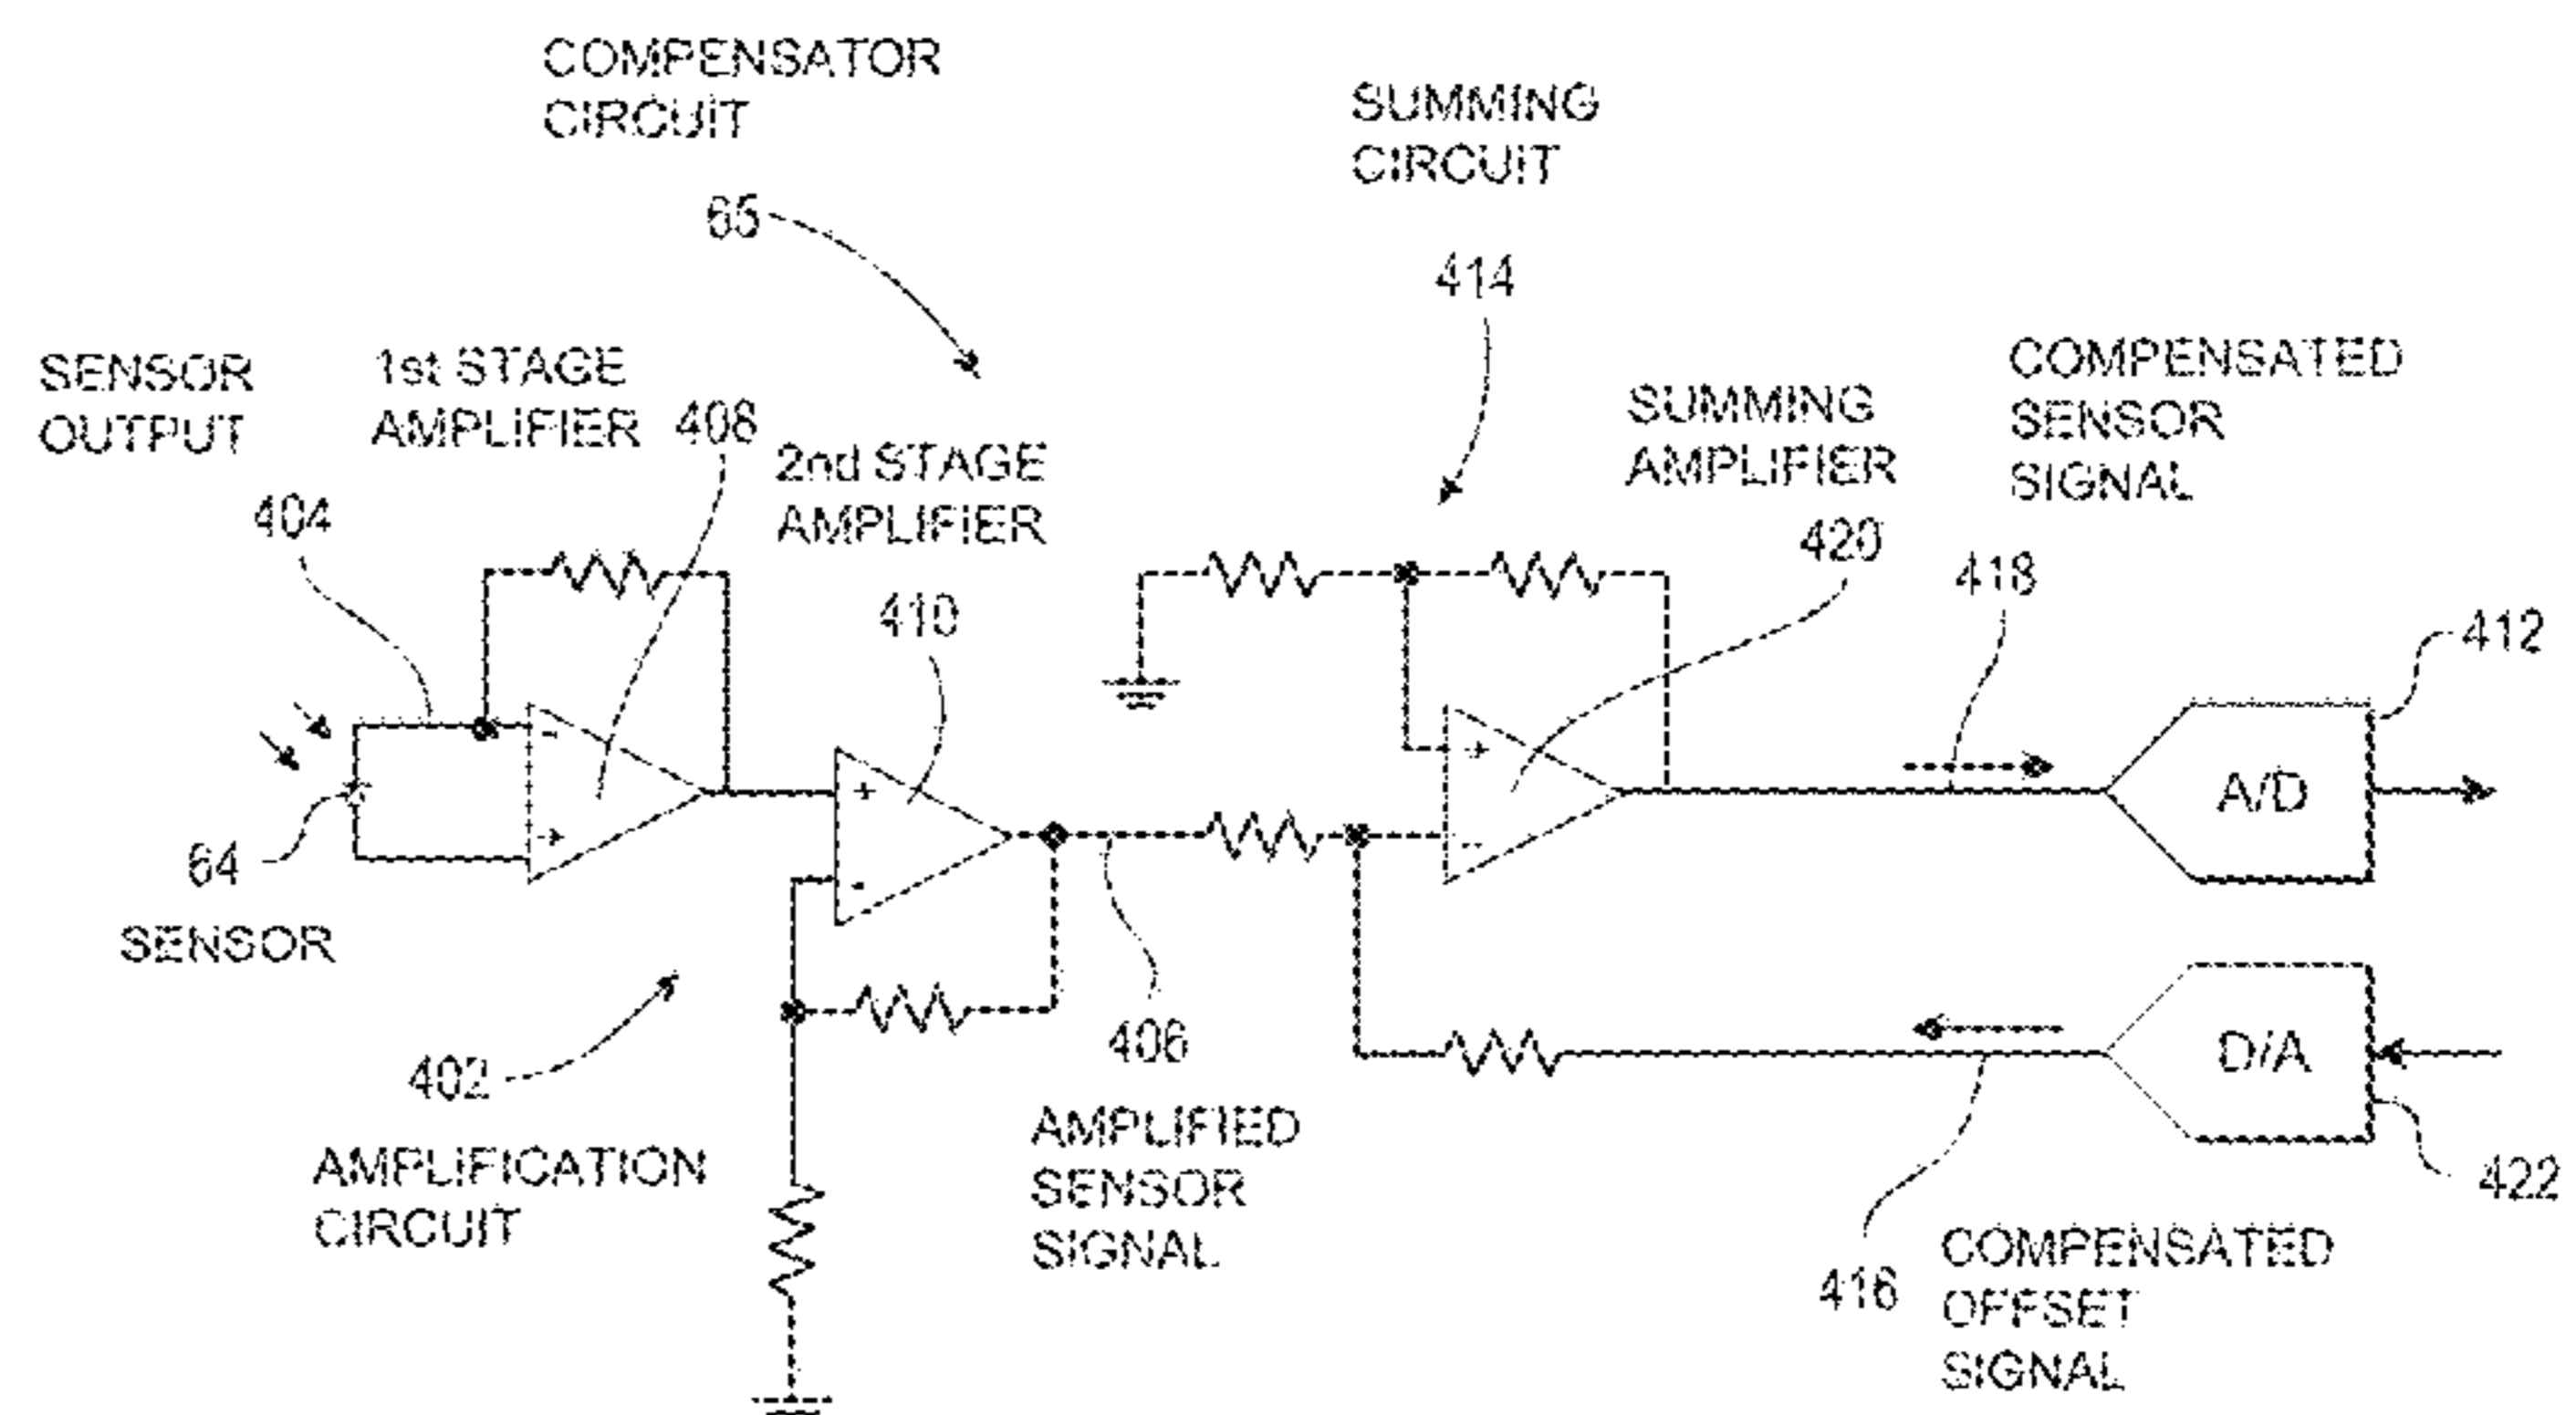 COMPENSATOR
CIRCUIT
65
SUMMING
CIRCUIT
414
SENSOR
OUTPUT
404
1st STAGE
AMPLIFIER
408
2nd STAGE
AMPLIFIER
410
SUMMING
AMPLIFIER
420
COMPENSATED
SENSOR
SIGNAL
418
412
-
+
+
-
+
-
A/D
64
SENSOR
402
AMPLIFICATION
CIRCUIT
406
AMPLIFIED
SENSOR
SIGNAL
D/A
422
416
COMPENSATED
OFFSET
SIGNAL